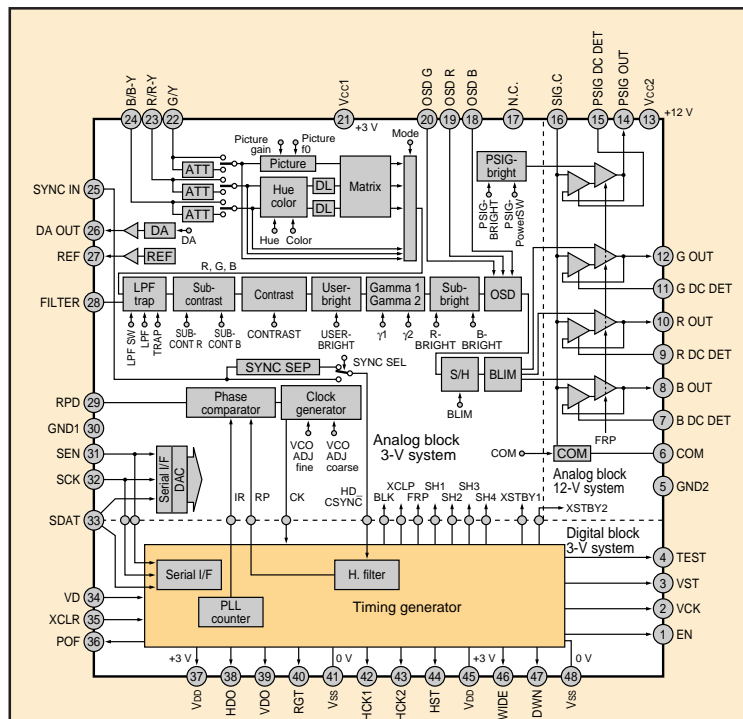 B/B-Y
R/R-Y
G/Y
Vcc1
+3 V
OSD G
OSD R
OSD B
N.C.
SIG.C
PSIG DC DET
PSIG OUT
Vcc2
+12 V
24 23 22 21 20 19 18 17 16 15 14 13
Picture gain
Picture f0
Mode
ATT
ATT
ATT
Picture
Hue color
DL
DL
Matrix
Hue
Color
PSIG-bright
PSIG-BRIGHT
PSIG-PowerSW
SYNC IN 25
DA OUT 26
DA
DA
REF 27
REF
FILTER 28
R, G, B
LPF trap
Sub-contrast
Contrast
User-bright
Gamma 1
Gamma 2
Sub-bright
OSD
LPF SW
LPF
TRAP
SUB-CONT R
SUB-CONT B
CONTRAST
USER-BRIGHT
γ1
γ2
R-BRIGHT
B-BRIGHT
12 G OUT
11 G DC DET
10 R OUT
9 R DC DET
8 B OUT
7 B DC DET
6 COM
5 GND2
SYNC SEP
SYNC SEL
S/H
BLIM
BLIM
RPD 29
Phase comparator
Clock generator
VCO ADJ fine
VCO ADJ coarse
Analog block
3-V system
FRP
COM
COM
Analog block
12-V system
GND1 30
SEN 31
SCK 32
SDAT 33
Serial I/F
DAC
IR
RP
CK
HD_
CSYNC
BLK
XCLP
FRP
SH1
SH2
SH3
SH4
XSTBY1
XSTBY2
Digital block
3-V system
Serial I/F
H. filter
PLL counter
Timing generator
VD 34
XCLR 35
POF 36
4 TEST
3 VST
2 VCK
1 EN
+3 V
0 V
+3 V
0 V
37 38 39 40 41 42 43 44 45 46 47 48
VDD
HDO
VDO
RGT
Vss
HCK1
HCK2
HST
VDD
WIDE
DWN
Vss